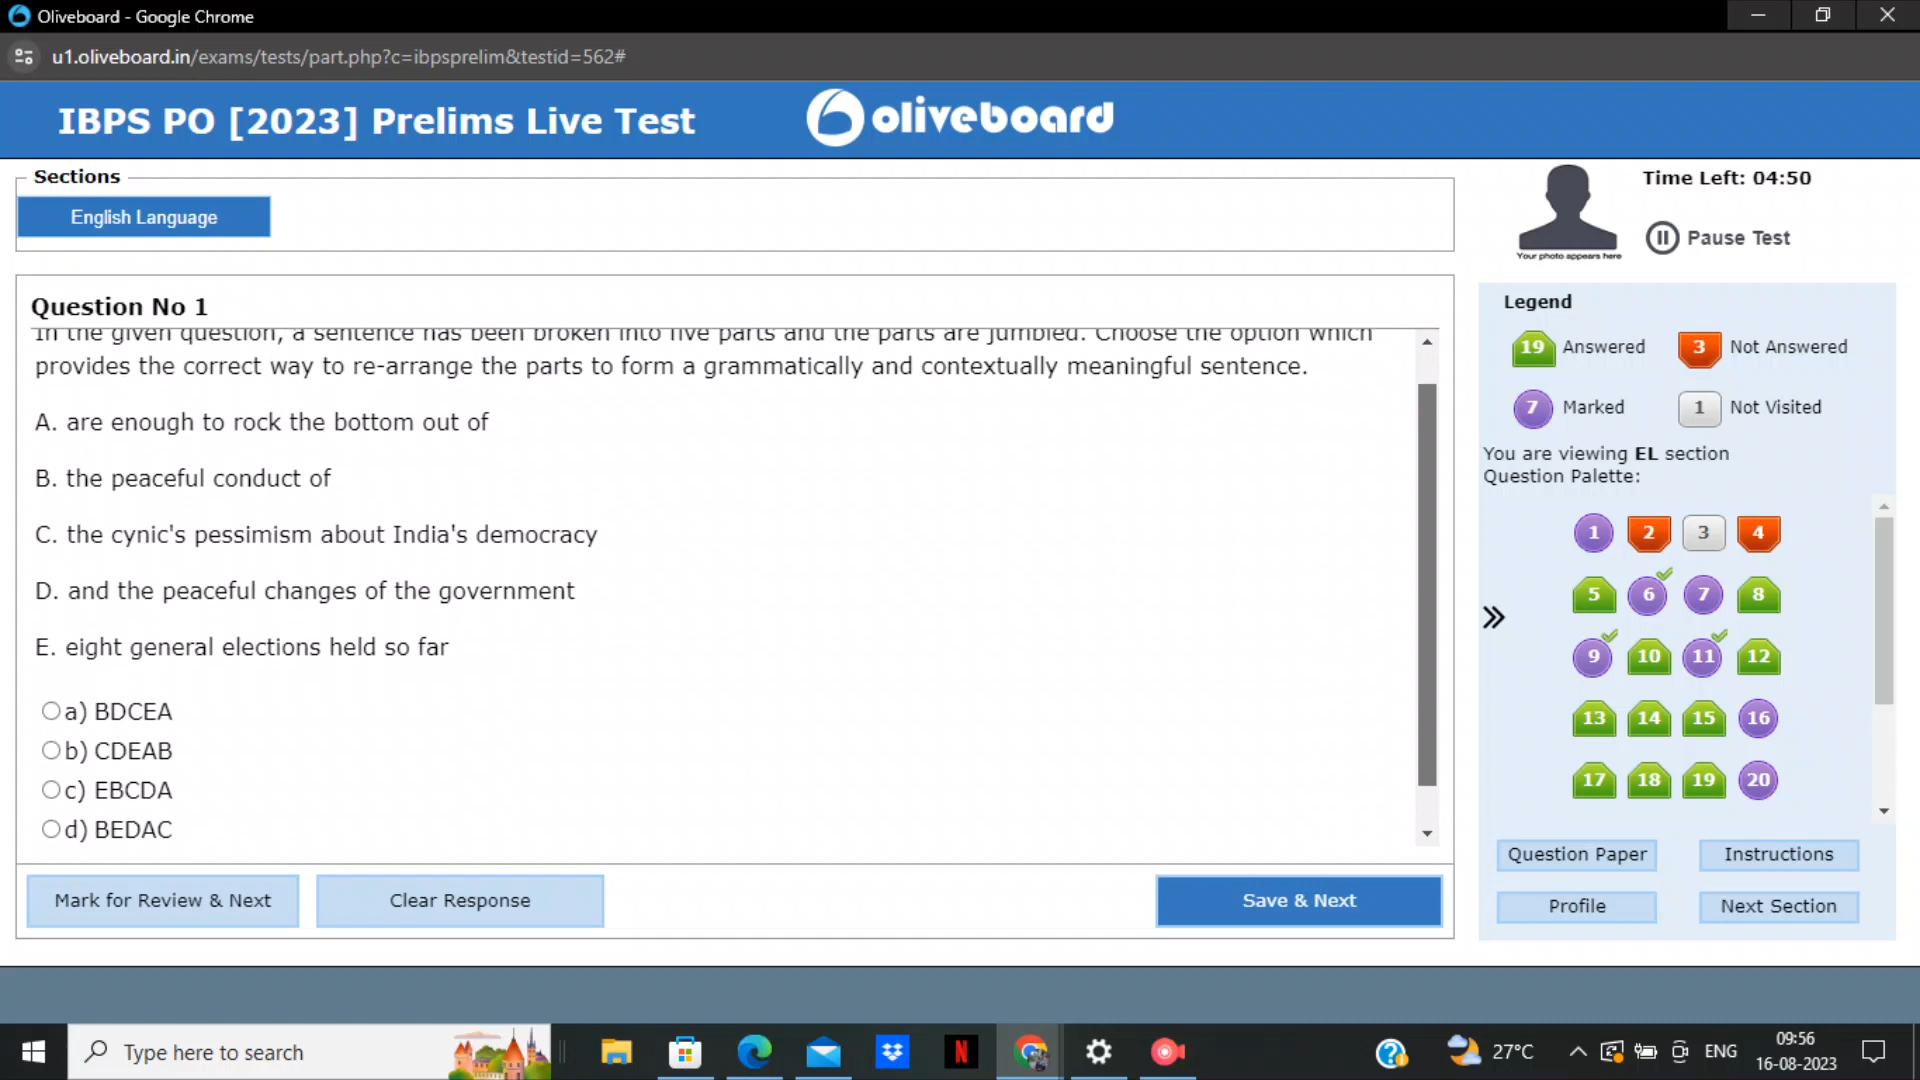 Oliveboard - Google Chrome
u1.oliveboard.in/exams/tests/part.php?c=ibpsprelim&testid=562#
IBPS PO [2023] Prelims Live Test
oliveboard
Sections
English Language
Time Left: 04:50
Pause Test
Your photo appears here
Question No 1
In the given question, a sentence has been broken into five parts and the parts are jumbled. Choose the option which
provides the correct way to re-arrange the parts to form a grammatically and contextually meaningful sentence.
A. are enough to rock the bottom out of
B. the peaceful conduct of
C. the cynic's pessimism about India's democracy
D. and the peaceful changes of the government
E. eight general elections held so far
a) BDCEA
b) CDEAB
c) EBCDA
d) BEDAC
Mark for Review & Next
Clear Response
Save & Next
Legend
19 Answered 3 Not Answered
7 Marked 1 Not Visited
You are viewing EL section
Question Palette:
1 2 3 4
5 6 7 8
9 10 11 12
13 14 15 16
17 18 19 20
Question Paper Instructions
Profile Next Section
Type here to search
27°C
ENG
09:56
16-08-2023